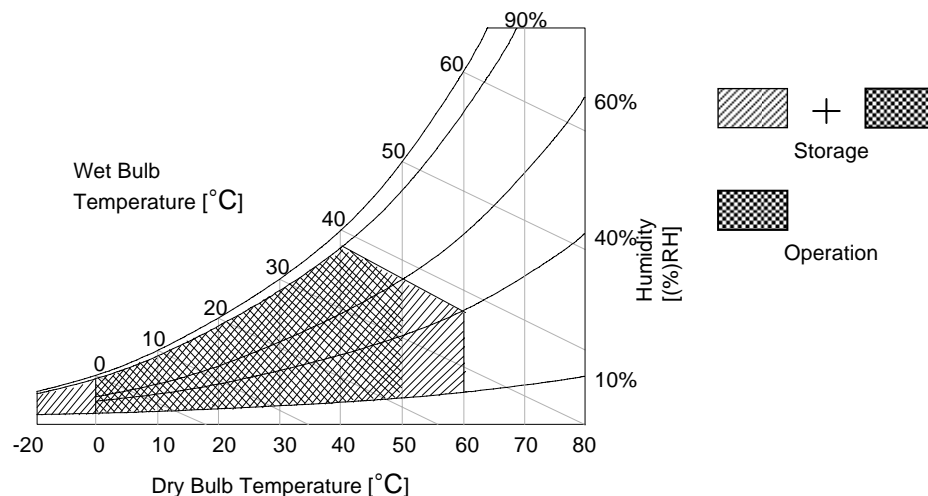 90%
60
60%
50
Wet Bulb
Temperature [°C]
40
40%
30
20
10
0
10%
Humidity
[(%)RH]
-20 0 10 20 30 40 50 60 70 80
Dry Bulb Temperature [°C]
+
Storage
Operation